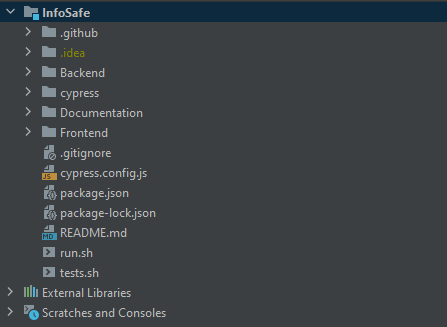 InfoSafe
.github
.idea
Backend
cypress
Documentation
Frontend
.gitignore
cypress.config.js
package.json
package-lock.json
README.md
run.sh
tests.sh
External Libraries
Scratches and Consoles